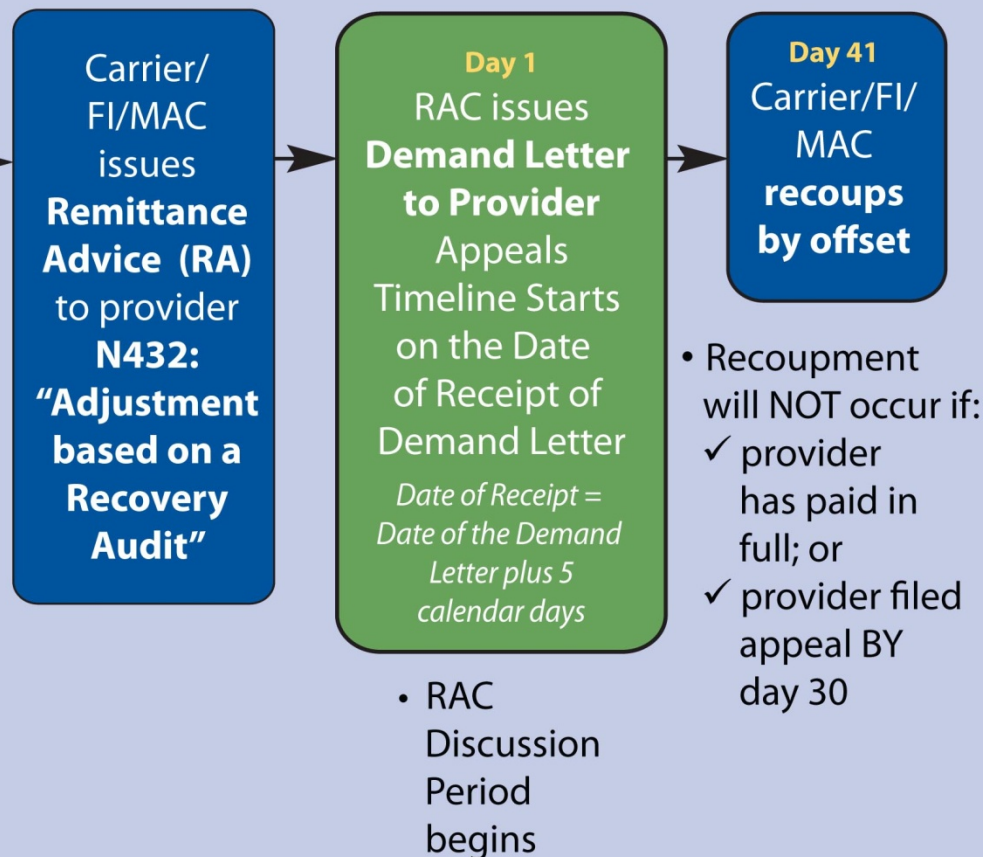 Carrier/
FI/MAC
issues
Remittance
Advice (RA)
to provider
N432:
“Adjustment
based on a
Recovery
Audit”
Day 1
RAC issues
Demand Letter
to Provider
Appeals
Timeline Starts
on the Date
of Receipt of
Demand Letter
Date of Receipt =
Date of the Demand
Letter plus 5
calendar days
• RAC
Discussion
Period
begins
Day 41
Carrier/FI/
MAC
recoups
by offset
• Recoupment
will NOT occur if:
✓ provider
has paid in
full; or
✓ provider filed
appeal BY
day 30